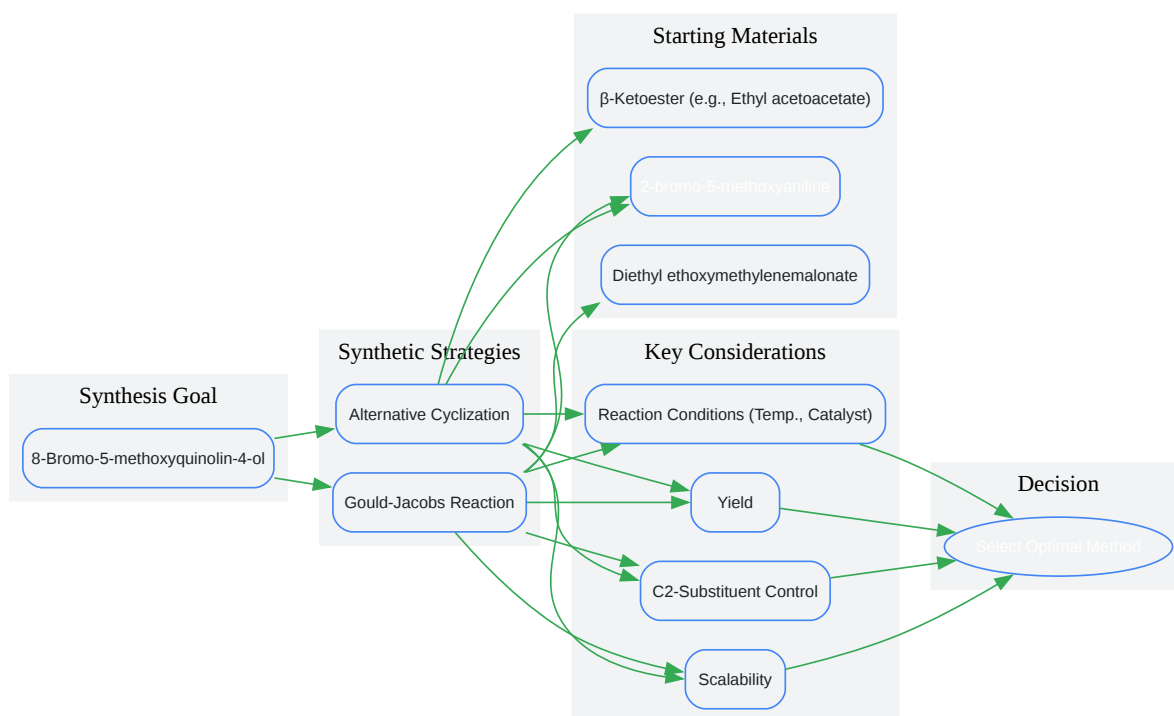 Starting Materials
β-Ketoester (e.g., Ethyl acetoacetate)
2-bromo-5-methoxyaniline
Diethyl ethoxymethylenemalonate
Synthetic Strategies
Key Considerations
Synthesis Goal
Alternative Cyclization
Reaction Conditions (Temp., Catalyst)
8-Bromo-5-methoxyquinolin-4-ol
Decision
Gould-Jacobs Reaction
Yield
Select Optimal Method
C2-Substituent Control
Scalability